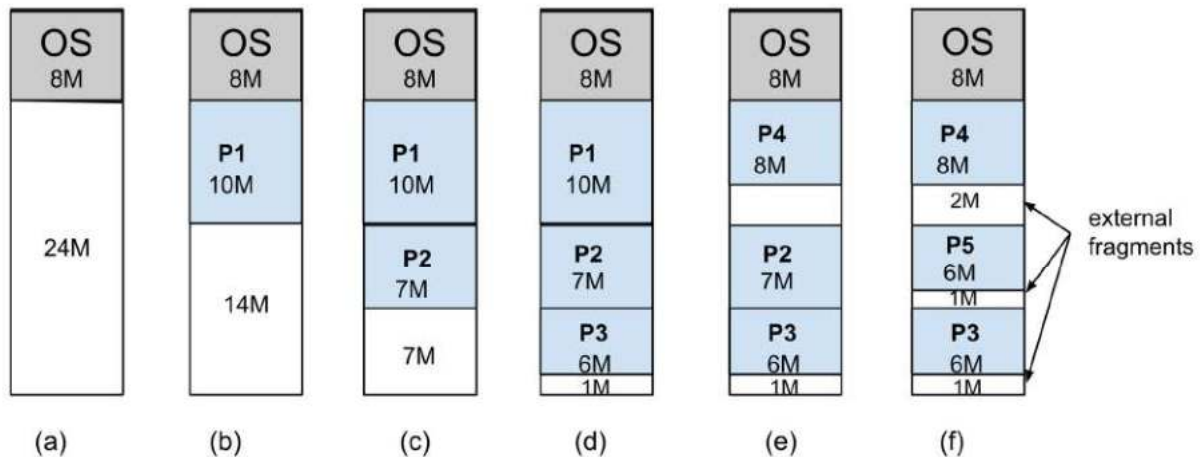 OS
8M
24M
(a)
OS
8M
P1
10M
14M
(b)
OS
8M
P1
10M
P2
7M
7M
(c)
OS
8M
P1
10M
P2
7M
P3
6M
1M
(d)
OS
8M
P4
8M
P2
7M
P3
6M
1M
(e)
OS
8M
P4
8M
2M
P5
6M
1M
P3
6M
1M
(f)
external
fragments